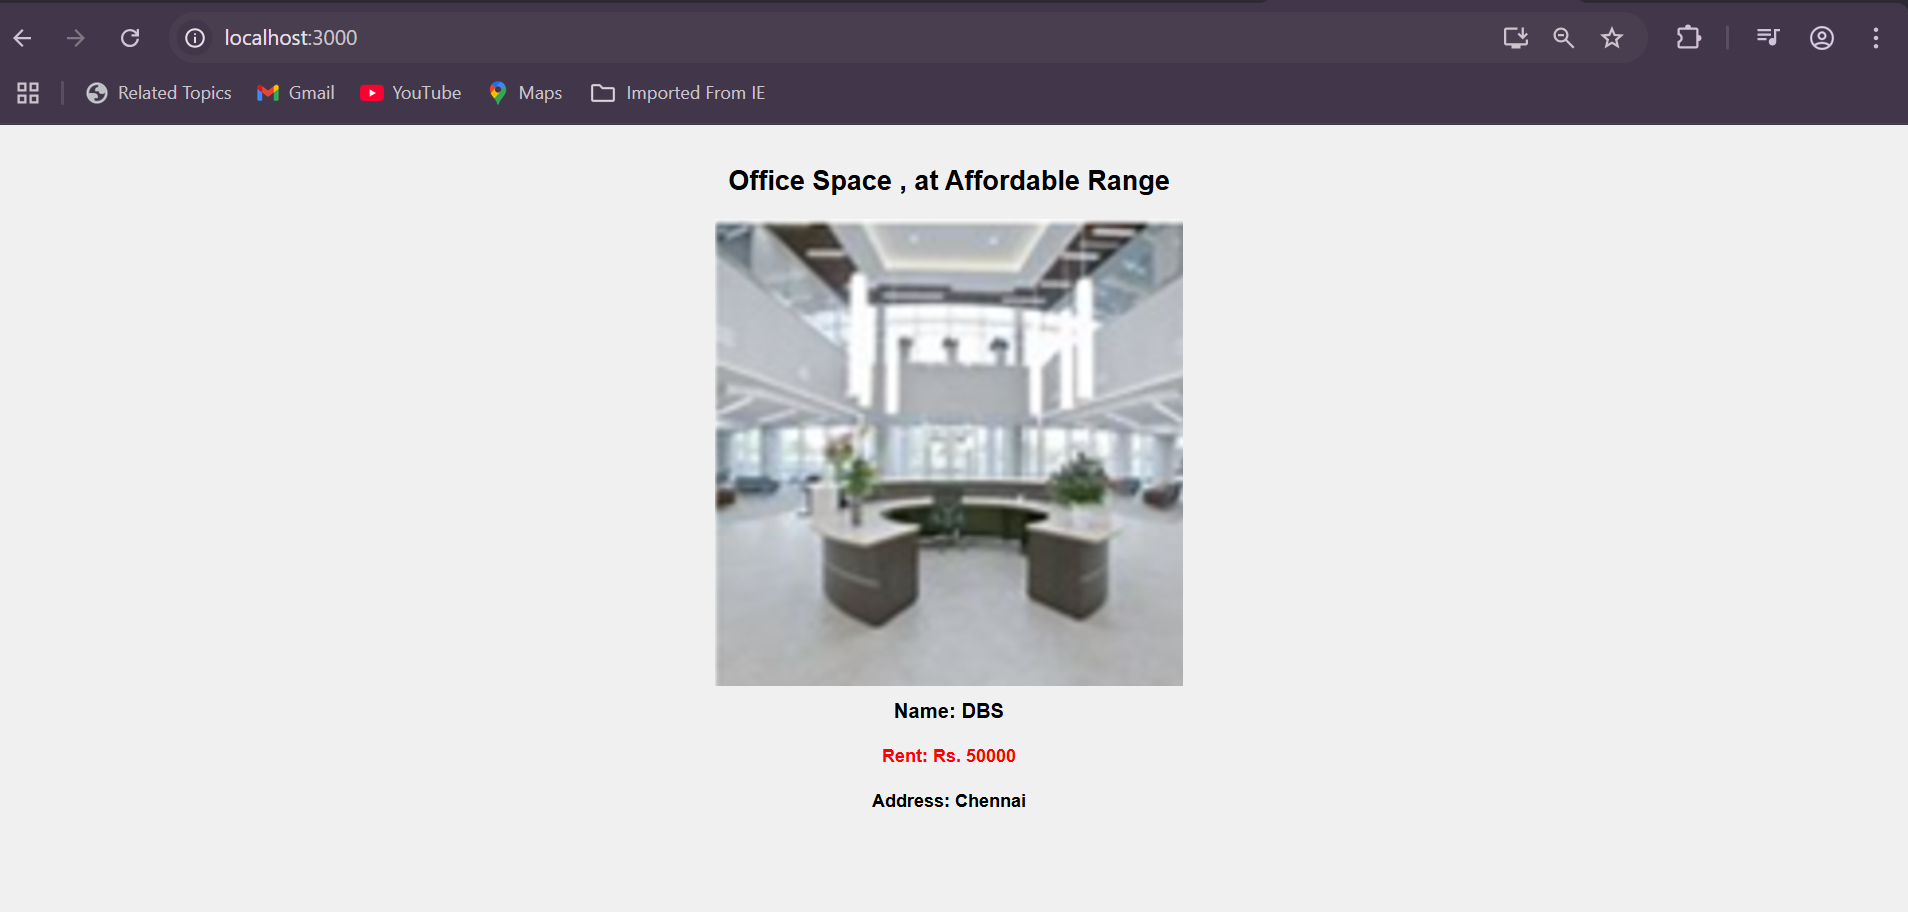 localhost:3000
Related Topics Gmail YouTube Maps Imported From IE
Office Space , at Affordable Range
Name: DBS
Rent: Rs. 50000
Address: Chennai